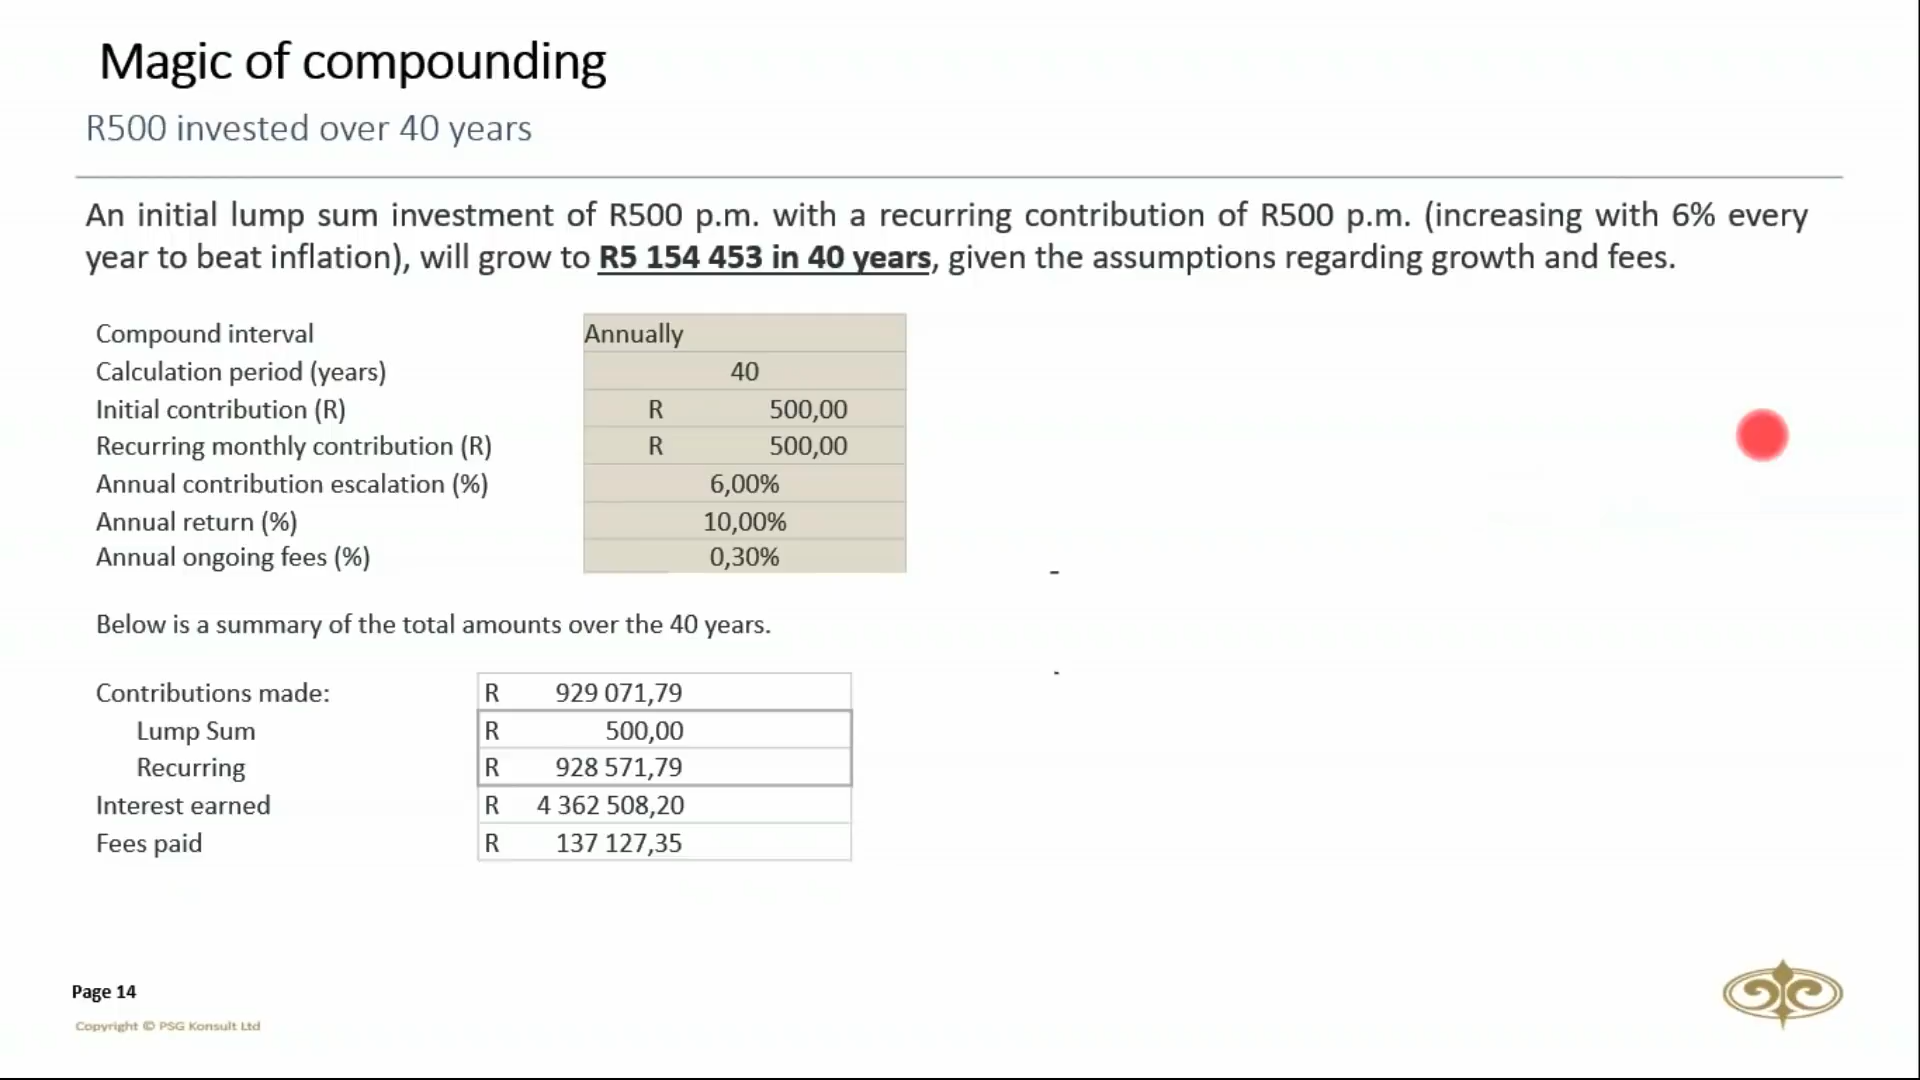 Magic of compounding
R500 invested over 40 years
An initial lump sum investment of R500 p.m. with a recurring contribution of R500 p.m. (increasing with 6% every
year to beat inflation), will grow to R5 154 453 in 40 years, given the assumptions regarding growth and fees.
Compound interval Annually
Calculation period (years) 40
Initial contribution (R) R 500,00
Recurring monthly contribution (R) R 500,00
Annual contribution escalation (%) 6,00%
Annual return (%) 10,00%
Annual ongoing fees (%) 0,30%
Below is a summary of the total amounts over the 40 years.
Contributions made: R 929 071,79
Lump Sum R 500,00
Recurring R 928 571,79
Interest earned R 4 362 508,20
Fees paid R 137 127,35
Page 14
Copyright © PSG Konsult Ltd